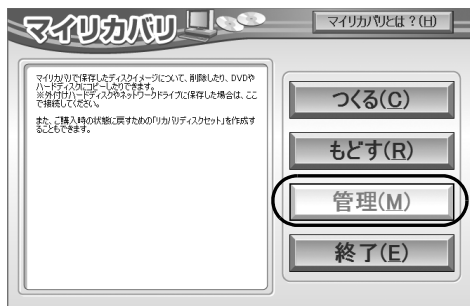 マイリカバリ
マイリカバリとは？(H)
マイリカバリで保存したディスクイメージについて、削除したり、DVDや
ハードディスクにコピーしたりできます。
※外付けハードディスクやネットワークドライブに保存した場合は、ここ
で接続してください。
また、ご購入時の状態に戻すための「リカバリディスクセット」を作成す
ることもできます。
つくる(C)
もどす(R)
管理(M)
終了(E)